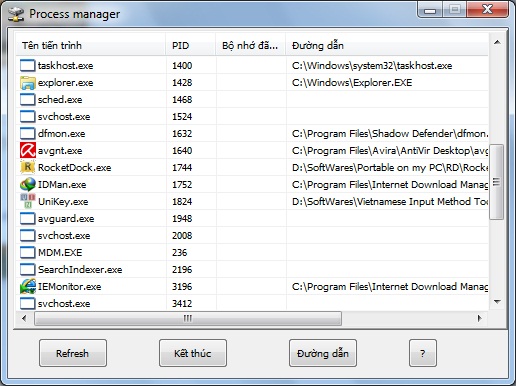 Process manager
Tên tiến trình PID Bộ nhớ đã... Đường dẫn
taskhost.exe 1400 C:\Windows\system32\taskhost.exe
explorer.exe 1428 C:\Windows\Explorer.EXE
sched.exe 1468
svchost.exe 1524
dfmon.exe 1632 C:\Program Files\Shadow Defender\dfmon.
avgnt.exe 1640 C:\Program Files\Avira\AntiVir Desktop\avg
RocketDock.exe 1744 D:\SoftWares\Portable on my PC\RD\Rocke
IDMan.exe 1752 C:\Program Files\Internet Download Manag
UniKey.exe 1824 D:\SoftWares\Vietnamese Input Method Too
avguard.exe 1948
svchost.exe 2008
MDM.EXE 236
SearchIndexer.exe 2196
IEMonitor.exe 3196 C:\Program Files\Internet Download Manag
svchost.exe 3412
Refresh Kết thúc Đường dẫn ?